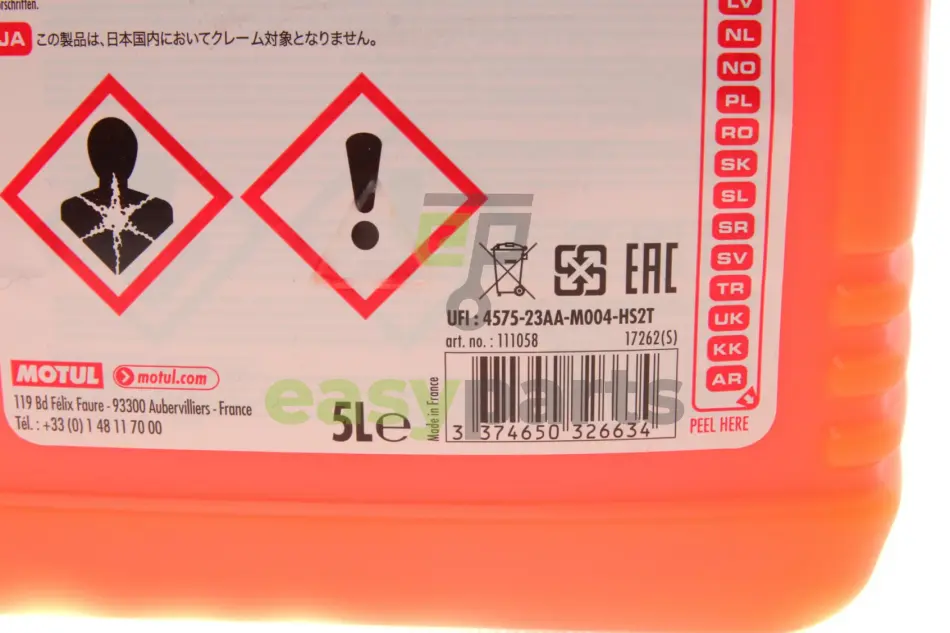 JA この製品は、日本国内においてクレーム対象となりません。
LV
NL
NO
PL
RO
SK
SL
SR
SV
TR
UK
KK
AR
PEEL HERE
EAC
UFI : 4575-23AA-M004-HS2T
art. no. : 111058 17262(S)
MOTUL motul.com
119 Bd Félix Faure - 93300 Aubervilliers - France
Tél. : +33 (0) 1 48 11 70 00
5L e
Made in France
3 374650 326634
easyparts